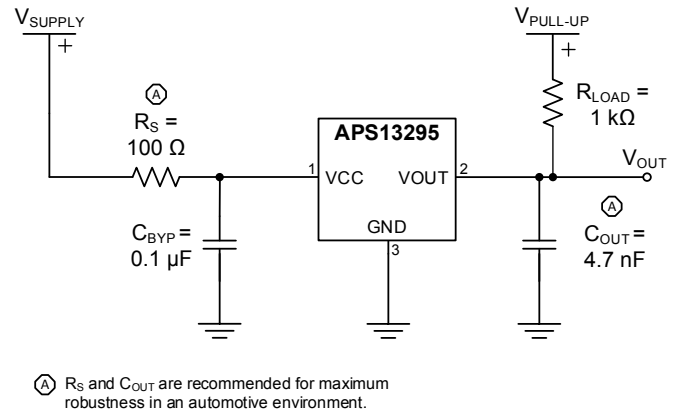 VSUPPLY
+
A
RS =
100 Ω
CBYP =
0.1 µF
APS13295
1
VCC
VOUT
2
GND
3
VPULL-UP
+
RLOAD =
1 kΩ
VOUT
A
COUT =
4.7 nF
A RS and COUT are recommended for maximum
robustness in an automotive environment.